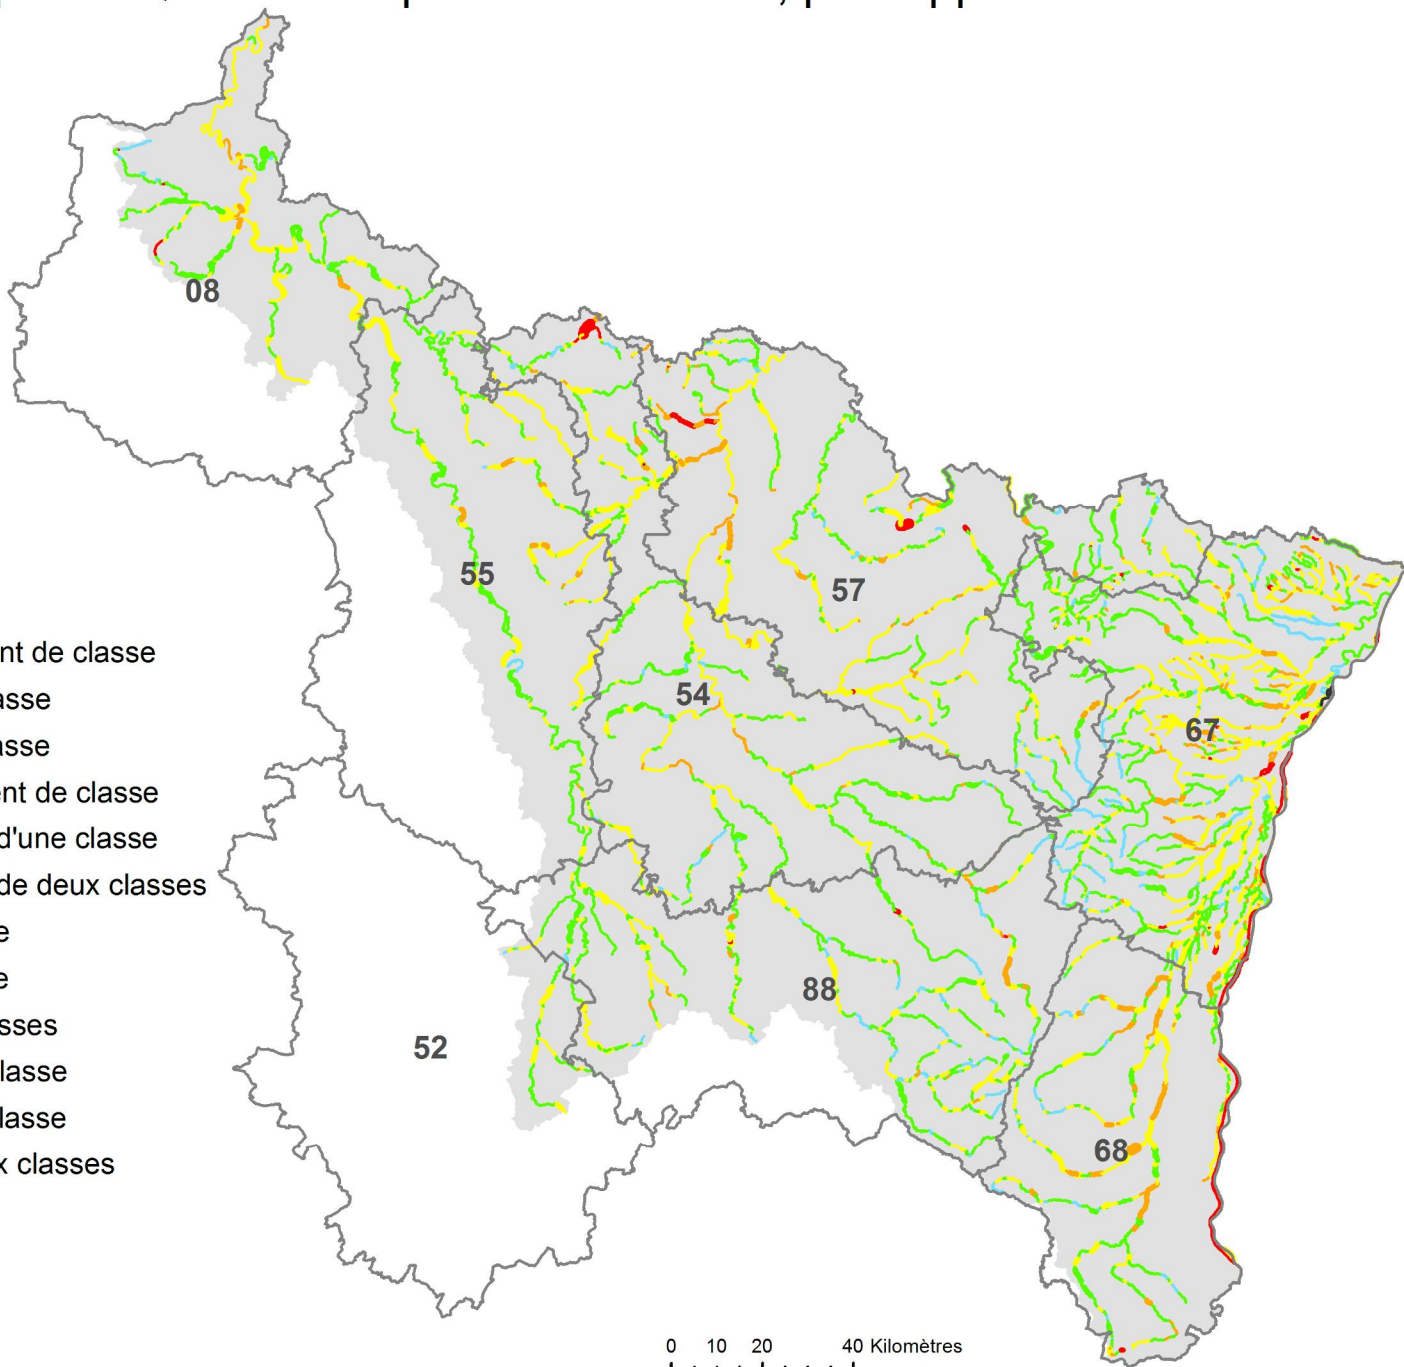 nt de classe
asse
asse
ent de classe
d'une classe
de deux classes
e
e
sses
lasse
lasse
x classes
08
55
57
54
67
88
52
68
0 10 20 40 Kilomètres